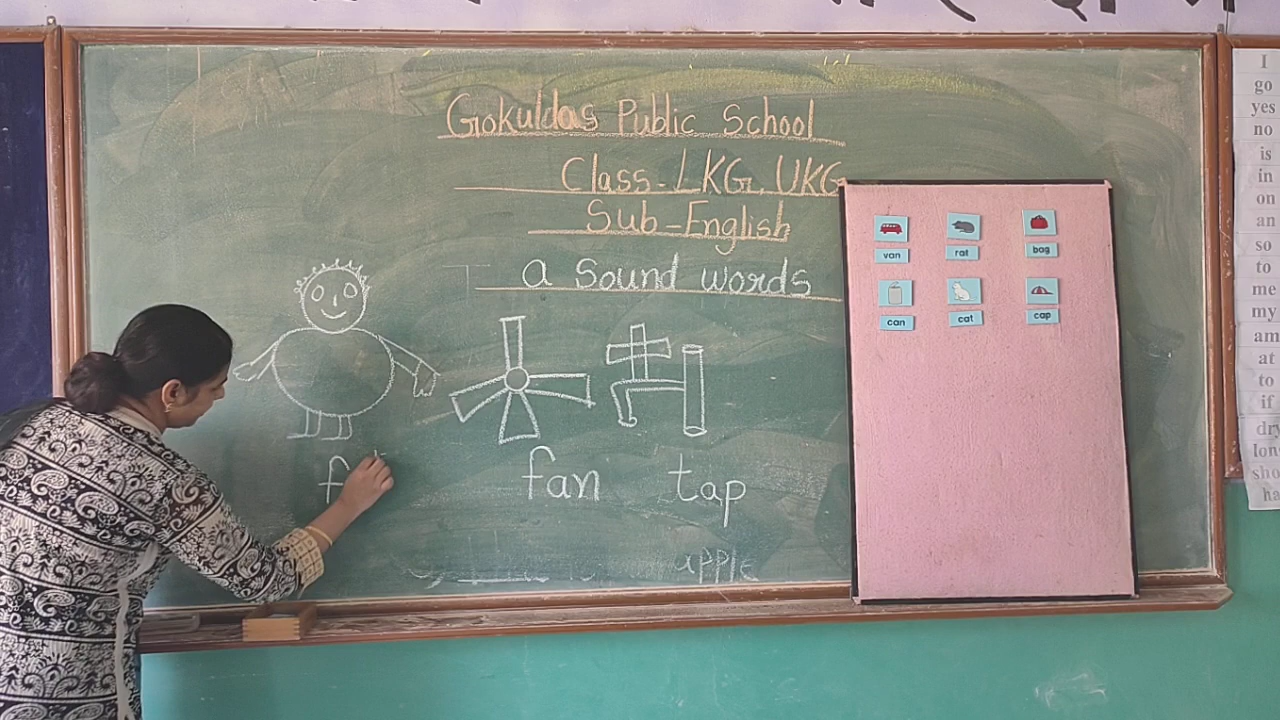 Gokuldas Public School
Class-LKG, UKG
Sub-English
a Sound words
f
fan
tap
apple
van
rat
bag
can
cat
cap
I
go
yes
no
is
in
on
an
so
to
me
my
am
at
to
if
dry